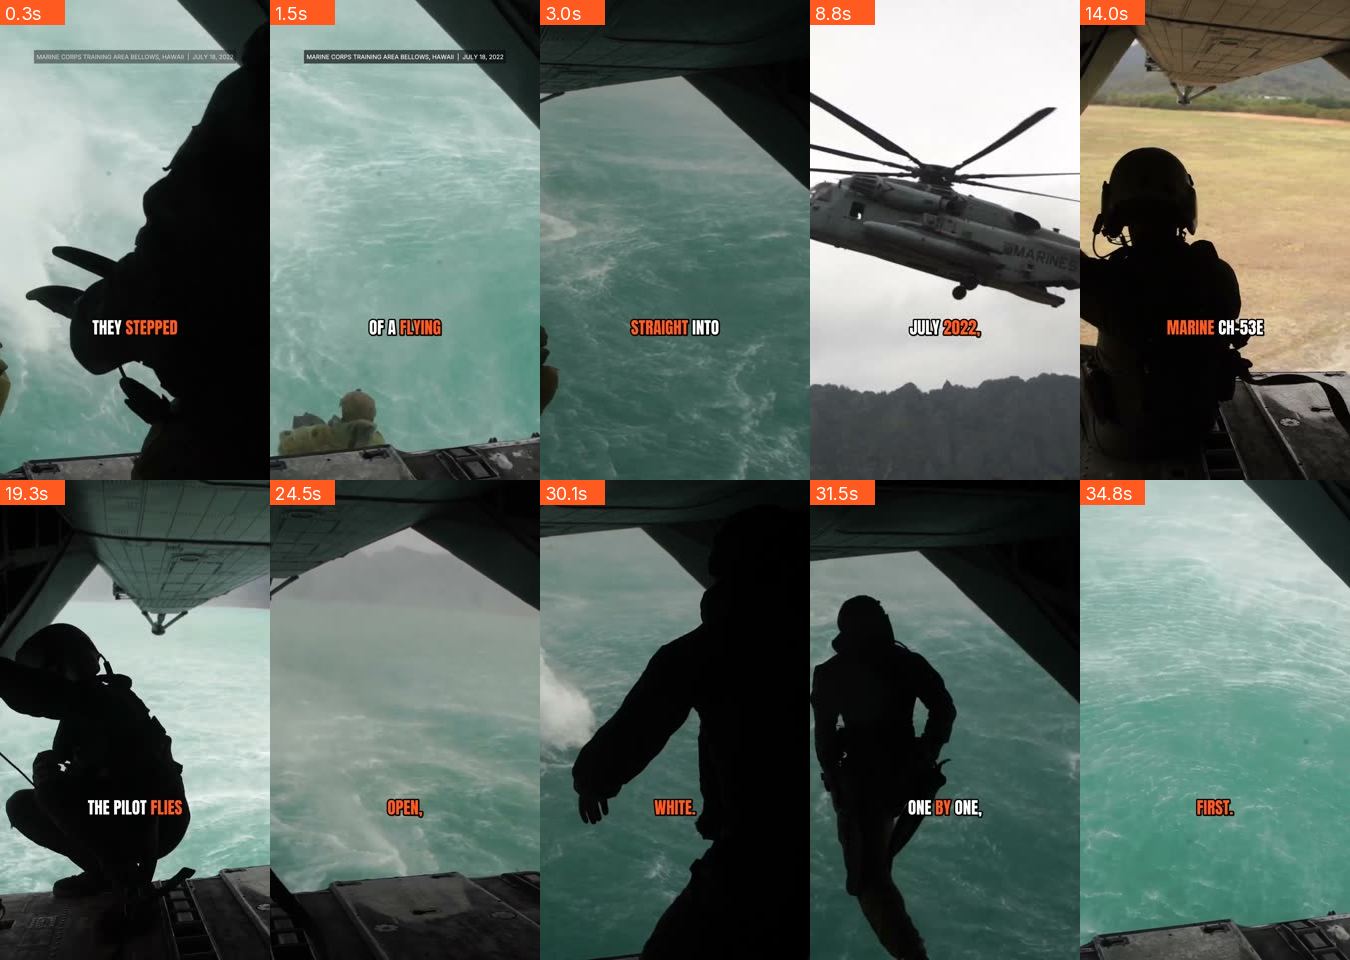 0.3s
MARINE CORPS TRAINING AREA BELLOWS, HAWAII | JULY 18, 2022
THEY STEPPED
1.5s
MARINE CORPS TRAINING AREA BELLOWS, HAWAII | JULY 18, 2022
OF A FLYING
3.0s
STRAIGHT INTO
8.8s
MARINES
JULY 2022,
14.0s
MARINE CH-53E
19.3s
THE PILOT FLIES
24.5s
OPEN,
30.1s
WHITE.
31.5s
ONE BY ONE,
34.8s
FIRST.